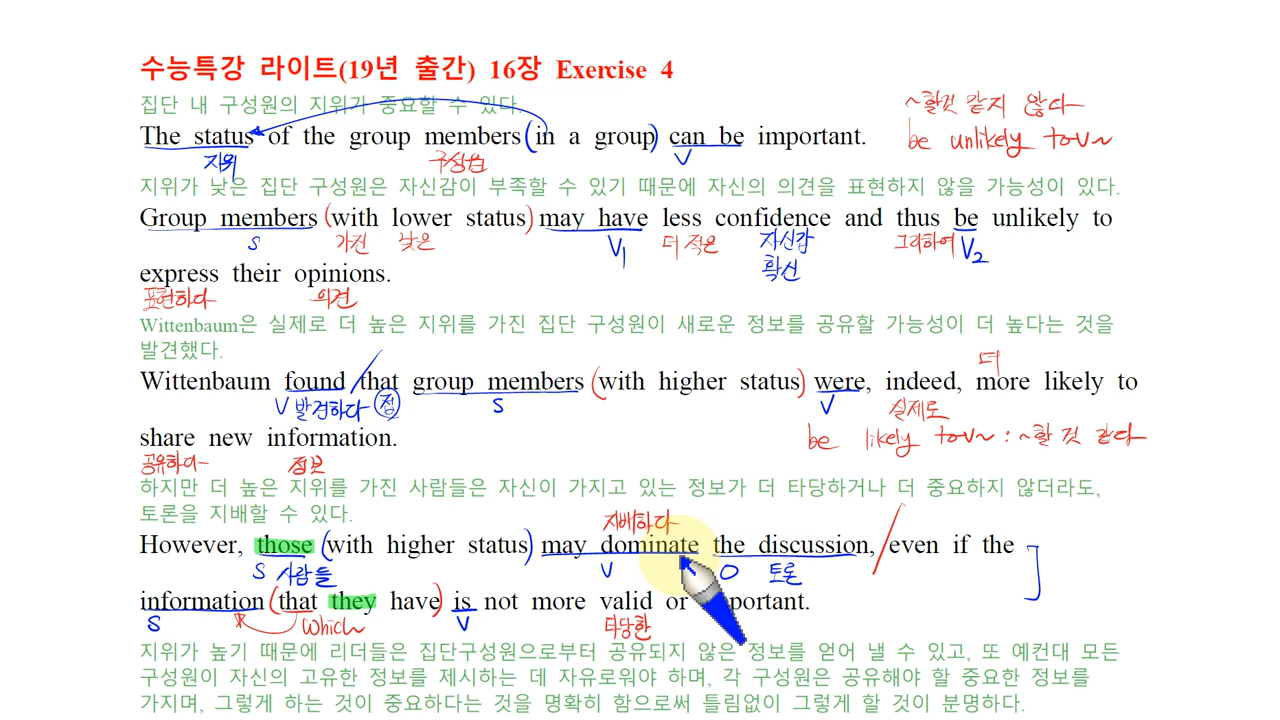 수능특강 라이트(19년 출간) 16장 Exercise 4
집단 내 구성원의 지위가 중요할 수 있다.
~할것 같지 않다
The status of the group members (in a group) can be important.
be unlikely to v~
지위 구성원 V
지위가 낮은 집단 구성원은 자신감이 부족할 수 있기 때문에 자신의 의견을 표현하지 않을 가능성이 있다.
Group members (with lower status) may have less confidence and thus be unlikely to
S 가진 낮은 V1 더 적은 자신감 그리하여 V2
확신
express their opinions.
표현하다 의견
Wittenbaum은 실제로 더 높은 지위를 가진 집단 구성원이 새로운 정보를 공유할 가능성이 더 높다는 것을
발견했다.
더
Wittenbaum found / that group members (with higher status) were, indeed, more likely to
V 발견하다 접 S V 실제로
share new information.
be likely to v~ : ~할 것 같다
공유하다 정보
하지만 더 높은 지위를 가진 사람들은 자신이 가지고 있는 정보가 더 타당하거나 더 중요하지 않더라도,
토론을 지배할 수 있다.
지배하다
However, those (with higher status) may dominate the discussion, / even if the
S 사람들 V O 토론
information (that they have) is not more valid or important.
S which V 타당한
지위가 높기 때문에 리더들은 집단구성원으로부터 공유되지 않은 정보를 얻어 낼 수 있고, 또 예컨대 모든
구성원이 자신의 고유한 정보를 제시하는 데 자유로워야 하며, 각 구성원은 공유해야 할 중요한 정보를
가지며, 그렇게 하는 것이 중요하다는 것을 명확히 함으로써 틀림없이 그렇게 할 것이 분명하다.